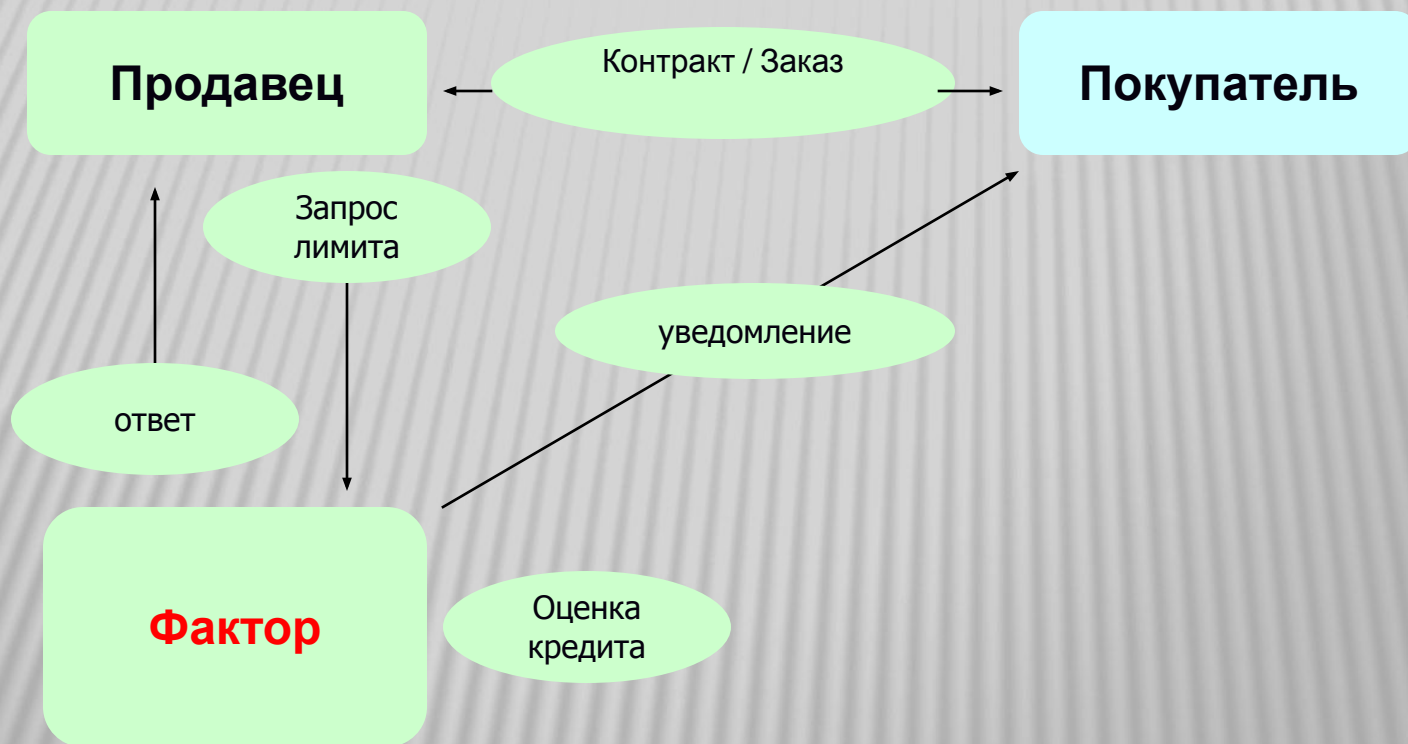 Продавец
Контракт / Заказ
Покупатель
Запрос
лимита
уведомление
ответ
Фактор
Оценка
кредита